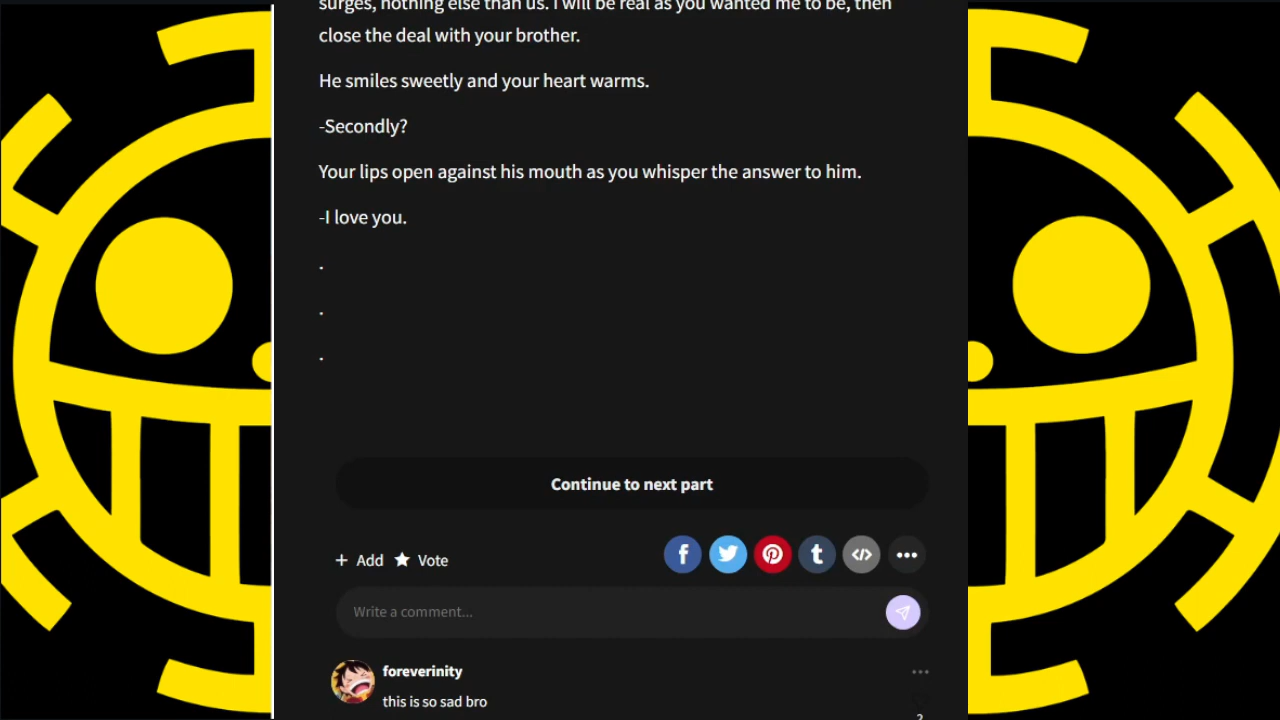 surges, nothing else than us. I will be real as you wanted me to be, then
close the deal with your brother.
He smiles sweetly and your heart warms.
-Secondly?
Your lips open against his mouth as you whisper the answer to him.
-I love you.
.
.
.
Continue to next part
+ Add ★ Vote
f t </> •••
Write a comment...
foreverinity •••
this is so sad bro
2